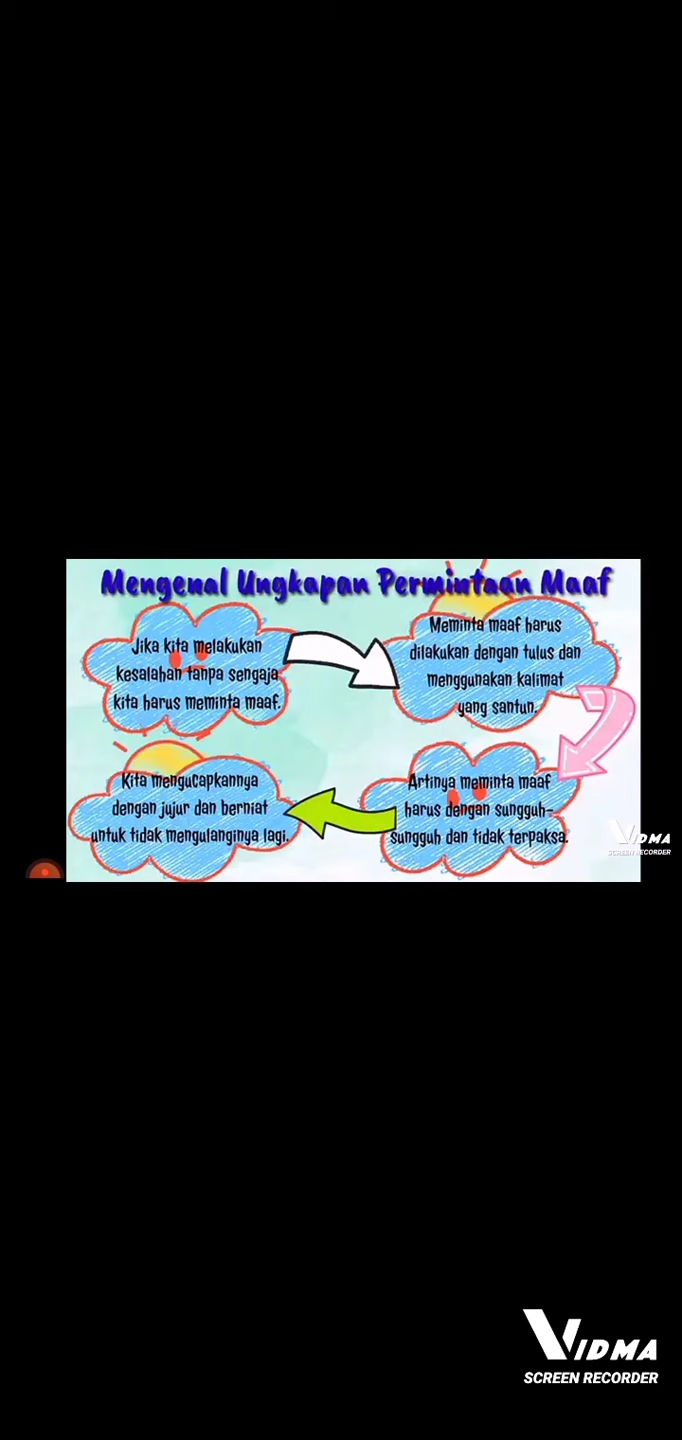 Mengenal Ungkapan Permintaan Maaf
Jika kita melakukan
kesalahan tanpa sengaja
kita harus meminta maaf.
Meminta maaf harus
dilakukan dengan tulus dan
menggunakan kalimat
yang santun.
Artinya meminta maaf
harus dengan sungguh-
sungguh dan tidak terpaksa.
Kita mengucapkannya
dengan jujur dan berniat
untuk tidak mengulanginya lagi.
VIDMA
SCREEN RECORDER
VIDMA
SCREEN RECORDER